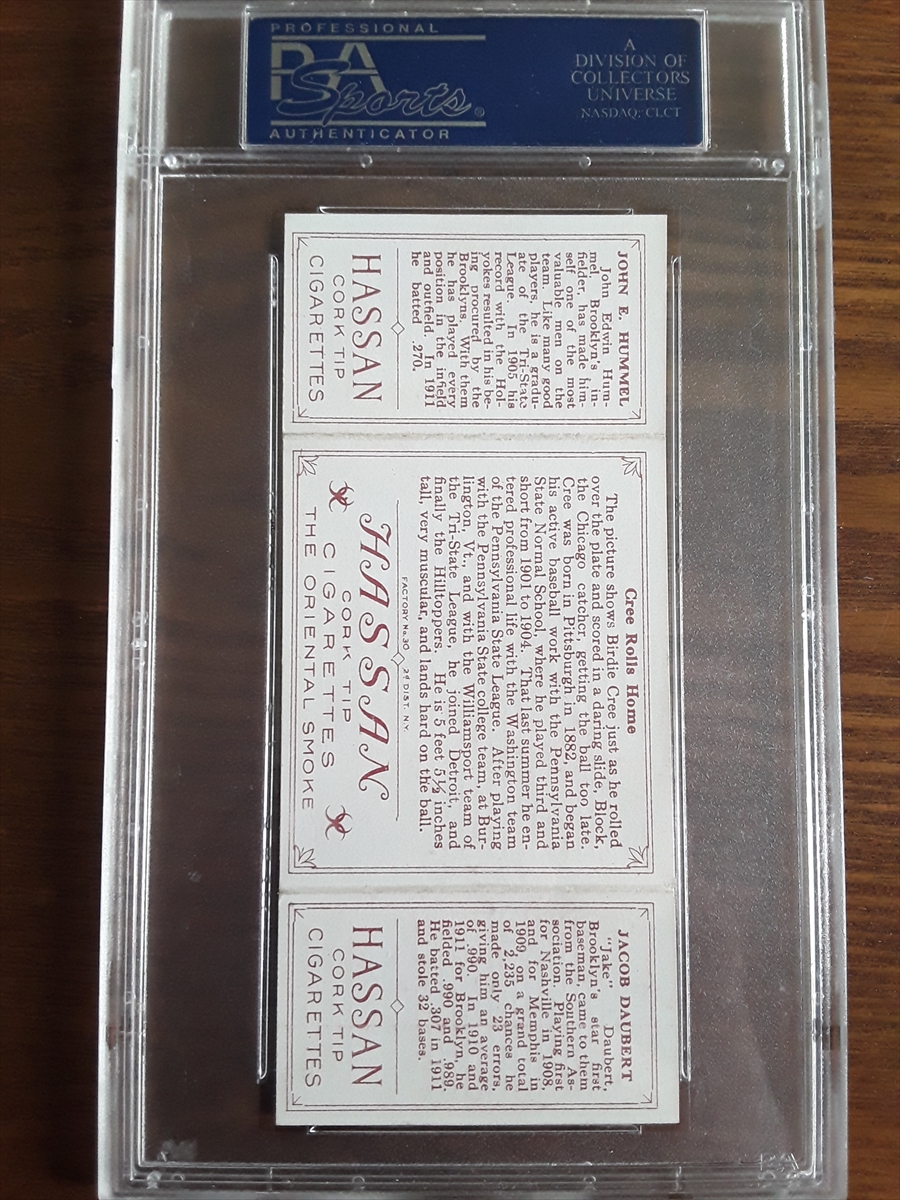 PROFESSIONAL
PSA
Sports®
AUTHENTICATOR
A
DIVISION OF
COLLECTORS
UNIVERSE
NASDAQ: CLCT
JOHN E. HUMMEL
John Edwin Hum-
mel, Brooklyn's in-
fielder, has made him-
self one of the most
valuable men on the
team. Like many good
players, he is a gradu-
ate of the Tri-State
League. In 1905 his
record with the Hol-
yokes resulted in his be-
ing procured by the
Brooklyns. With them
he has played every
position in the infield
and outfield. In 1911
he batted .270.
HASSAN
CORK TIP
CIGARETTES
Cree Rolls Home
The picture shows Birdie Cree just as he rolled
over the plate and scored in a daring slide, Block,
the Chicago catcher, getting the ball too late.
Cree was born in Pittsburgh in 1882, and began
his active baseball work with the Pennsylvania
State Normal School, where he played third and
short from 1901 to 1904. That last summer he en-
tered professional life with the Washington team
of the Pennsylvania State League. After playing
with the Pennsylvania State college team, at Bur-
lington, Vt., and with the Williamsport team of
the Tri-State League, he joined Detroit, and
finally the Hilltoppers. He is 5 feet 5½ inches
tall, very muscular, and lands hard on the ball.
FACTORY No. 30 2d DIST. N.Y.
HASSAN
CORK TIP
CIGARETTES
THE ORIENTAL SMOKE
JACOB DAUBERT
"Jake" Daubert,
Brooklyn's star first
baseman, came to them
from the Southern As-
sociation. Playing first
for Nashville in 1908,
and for Memphis in
1909, on a grand total
of 2,235 chances he
made only 23 errors,
giving him an average
of .990. In 1910 and
1911 for Brooklyn, he
fielded .990 and .989.
He batted .307 in 1911
and stole 32 bases.
HASSAN
CORK TIP
CIGARETTES